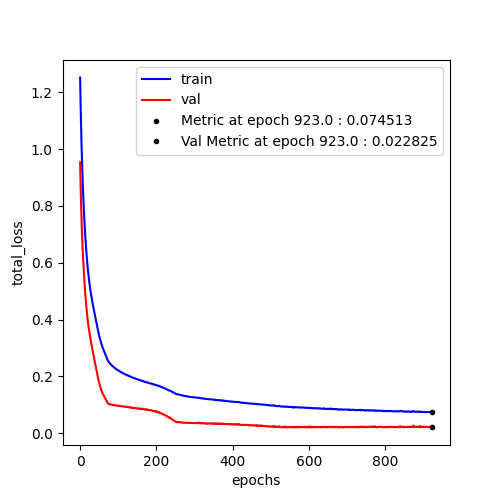 train
val
Metric at epoch 923.0 : 0.074513
Val Metric at epoch 923.0 : 0.022825
1.2
1.0
0.8
0.6
0.4
0.2
0.0
total_loss
0 200 400 600 800
epochs